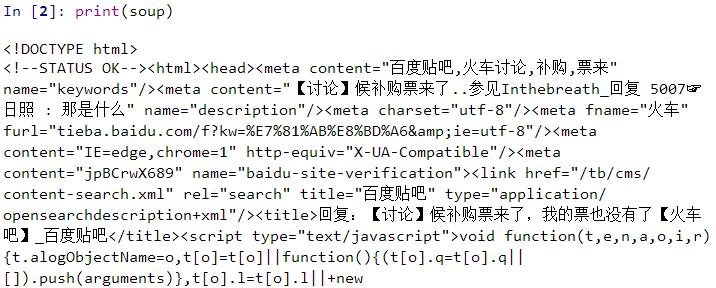 In [2]: print(soup)
<!DOCTYPE html>
<!--STATUS OK--><html><head><meta content="百度贴吧,火车讨论,补购,票来"
name="keywords"/><meta content="【讨论】候补购票来了..参见Inthebreath_回复 5007☞
日照 : 那是什么" name="description"/><meta charset="utf-8"/><meta fname="火车"
furl="tieba.baidu.com/f?kw=%E7%81%AB%E8%BD%A6&amp;ie=utf-8"/><meta
content="IE=edge,chrome=1" http-equiv="X-UA-Compatible"/><meta
content="jpBCrwX689" name="baidu-site-verification"><link href="/tb/cms/
content-search.xml" rel="search" title="百度贴吧" type="application/
opensearchdescription+xml"/><title>回复：【讨论】候补购票来了，我的票也没有了【火车
吧】_百度贴吧</title><script type="text/javascript">void function(t,e,n,a,o,i,r)
{t.alogObjectName=o,t[o]=t[o]||function(){(t[o].q=t[o].q||
[]).push(arguments)},t[o].l=t[o].l||+new